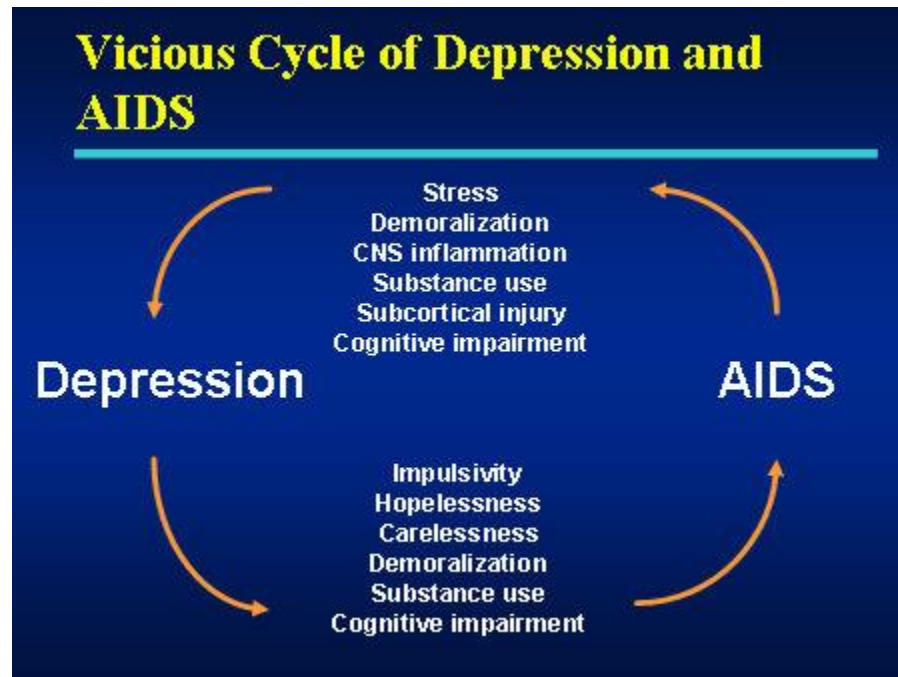 Vicious Cycle of Depression and
AIDS
Stress
Demoralization
CNS inflammation
Substance use
Subcortical injury
Cognitive impairment
Depression
AIDS
Impulsivity
Hopelessness
Carelessness
Demoralization
Substance use
Cognitive impairment